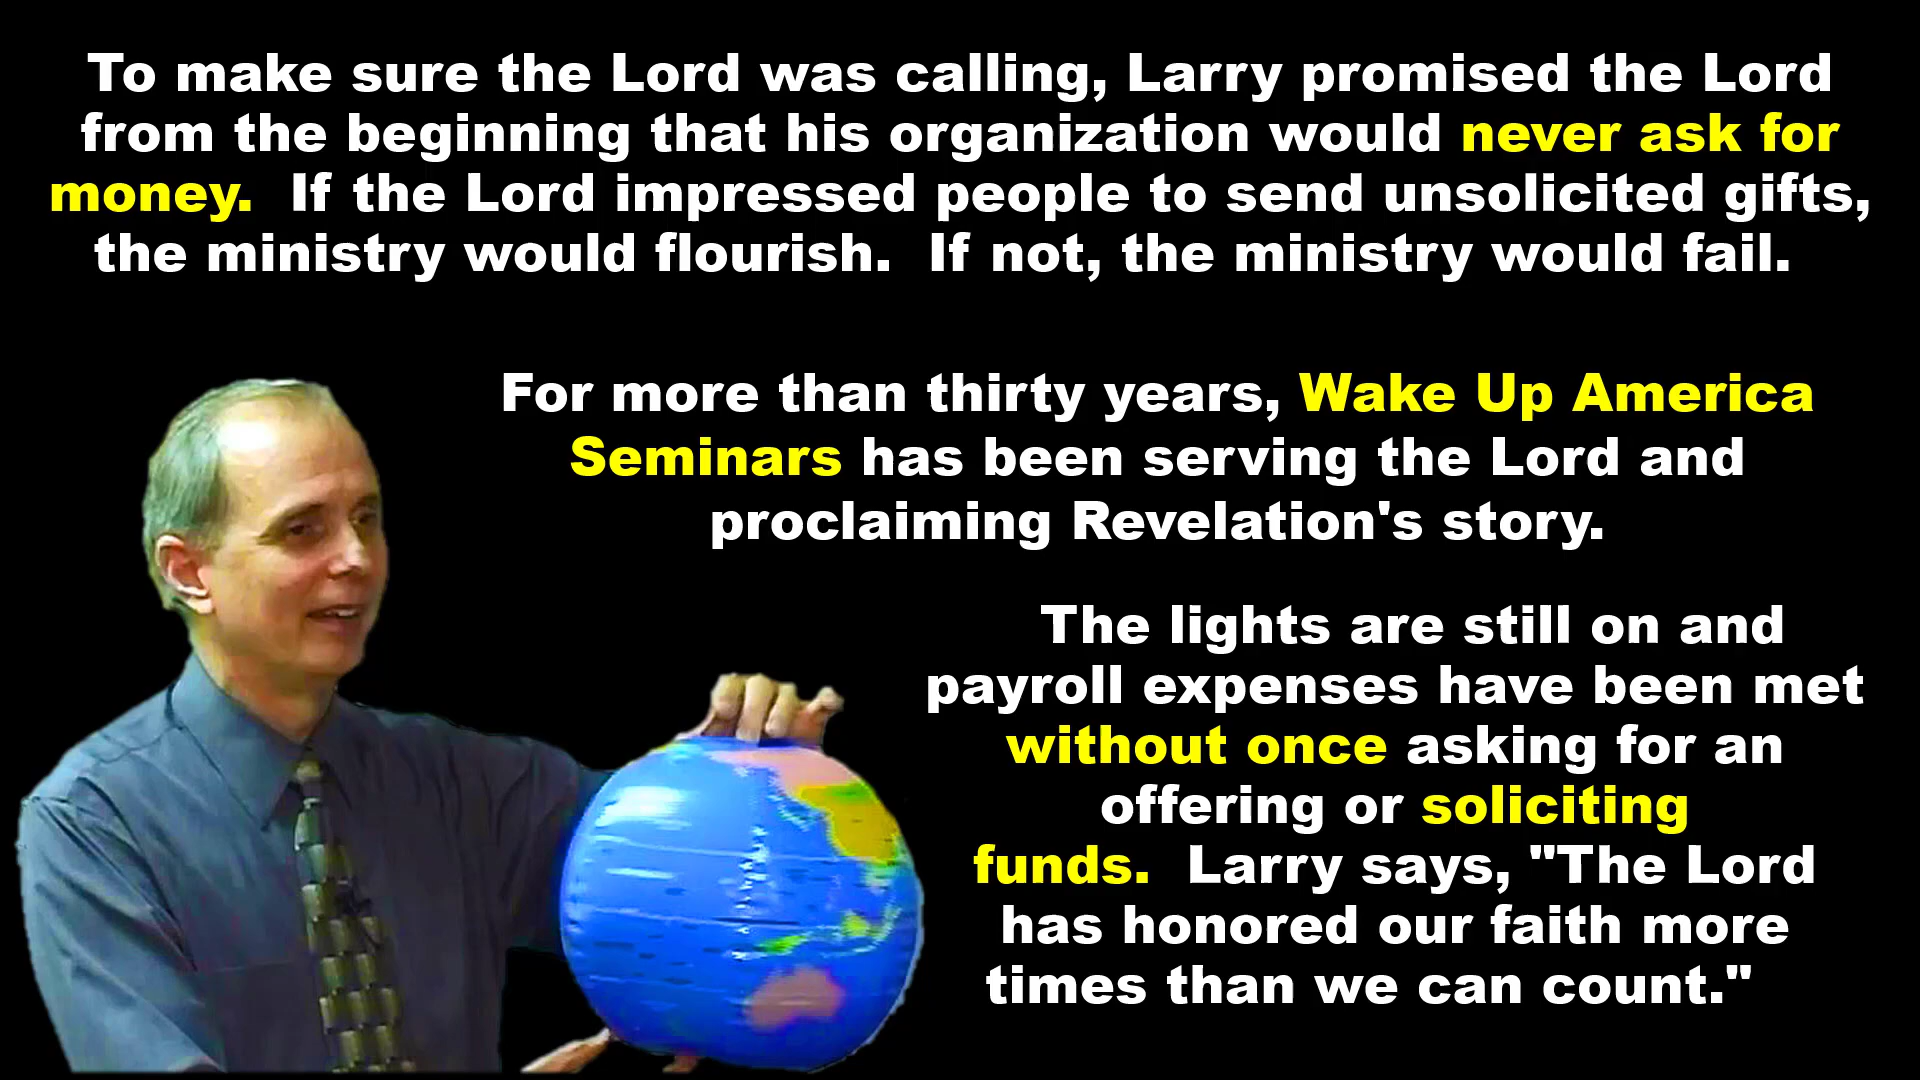 To make sure the Lord was calling, Larry promised the Lord
from the beginning that his organization would never ask for
money.  If the Lord impressed people to send unsolicited gifts,
the ministry would flourish.  If not, the ministry would fail.
For more than thirty years, Wake Up America
Seminars has been serving the Lord and
proclaiming Revelation's story.
The lights are still on and
payroll expenses have been met
without once asking for an
offering or soliciting
funds.  Larry says, "The Lord
has honored our faith more
times than we can count."